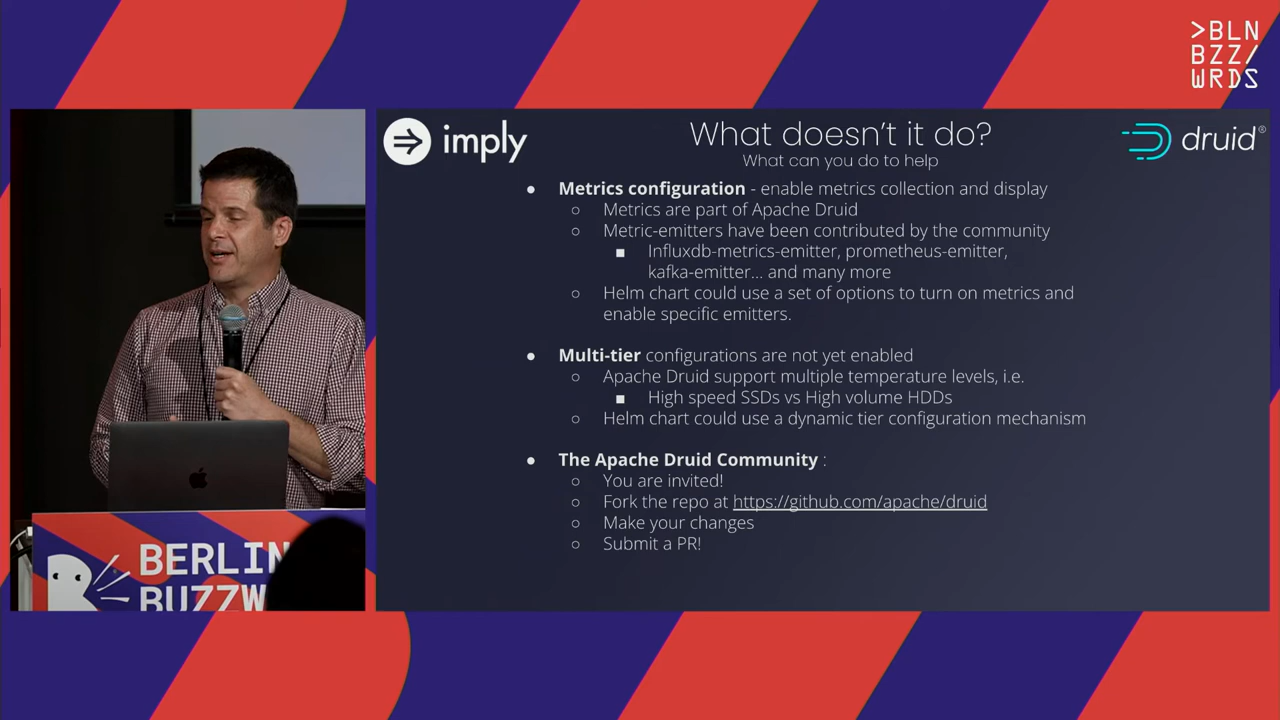 >BLN
BZZ/
WRDS
imply
What doesn't it do?
What can you do to help
druid®
● Metrics configuration - enable metrics collection and display
○ Metrics are part of Apache Druid
○ Metric-emitters have been contributed by the community
■ Influxdb-metrics-emitter, prometheus-emitter,
kafka-emitter... and many more
○ Helm chart could use a set of options to turn on metrics and
enable specific emitters.
● Multi-tier configurations are not yet enabled
○ Apache Druid support multiple temperature levels, i.e.
■ High speed SSDs vs High volume HDDs
○ Helm chart could use a dynamic tier configuration mechanism
● The Apache Druid Community :
○ You are invited!
○ Fork the repo at https://github.com/apache/druid
○ Make your changes
○ Submit a PR!
BERLIN
BUZZW